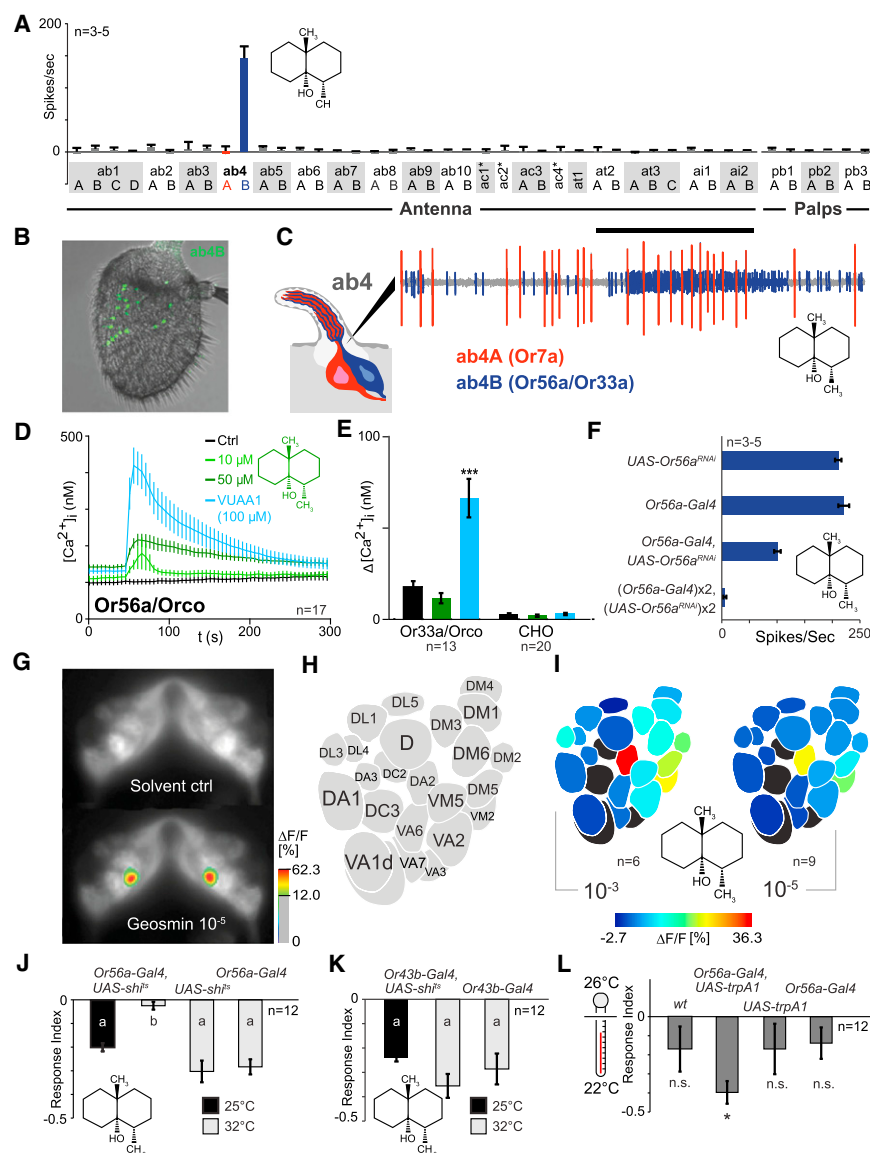 A
200
Spikes/sec
n=3-5
CH3
HO
CH
0
ab1 ab2 ab3 ab4 ab5 ab6 ab7 ab8 ab9 ab10 ac1* ac2* ac3 ac4* at1 at2 at3 ai1 ai2 pb1 pb2 pb3
A B C D A B A B A B A B A B A B A B A B A B A B A B A B C A B A B A B A B A B
Antenna
Palps
B
ab4B
C
ab4
ab4A (Or7a)
ab4B (Or56a/Or33a)
CH3
HO
CH3
D
500
[Ca2+]i (nM)
0
Ctrl
10 µM
50 µM
VUAA1
(100 µM)
CH3
HO
CH3
Or56a/Orco
n=17
0 100 200 300
t (s)
E
100
Δ[Ca2+]i (nM)
0
***
Or33a/Orco
n=13
CHO
n=20
F
n=3-5
UAS-Or56aRNAi
Or56a-Gal4
Or56a-Gal4,
UAS-Or56aRNAi
(Or56a-Gal4)x2,
(UAS-Or56aRNAi)x2
CH3
HO
CH3
0 250
Spikes/Sec
G
Solvent ctrl
Geosmin 10-5
ΔF/F
[%]
62.3
12.0
0
H
DM4
DL5
DL1
DM3
DM1
D
DL3
DL4
DM6
DM2
DA3
DC2
DA2
DA1
DM5
DC3
VM5
VM2
VA6
VA2
VA1d
VA7
VA3
I
n=6
10-3
CH3
HO
CH3
n=9
10-5
-2.7
ΔF/F [%]
36.3
J
Or56a-Gal4,
UAS-shits
UAS-shits
Or56a-Gal4
0
Response Index
-0.5
a
b
a
a
n=12
CH3
HO
CH3
25°C
32°C
K
Or43b-Gal4,
UAS-shits
Or43b-Gal4
0
Response Index
-0.5
a
a
a
n=12
CH3
HO
CH3
25°C
32°C
L
26°C
22°C
Or56a-Gal4,
UAS-trpA1
wt
UAS-trpA1
Or56a-Gal4
0
Response Index
-0.5
n=12
n.s.
*
n.s.
n.s.